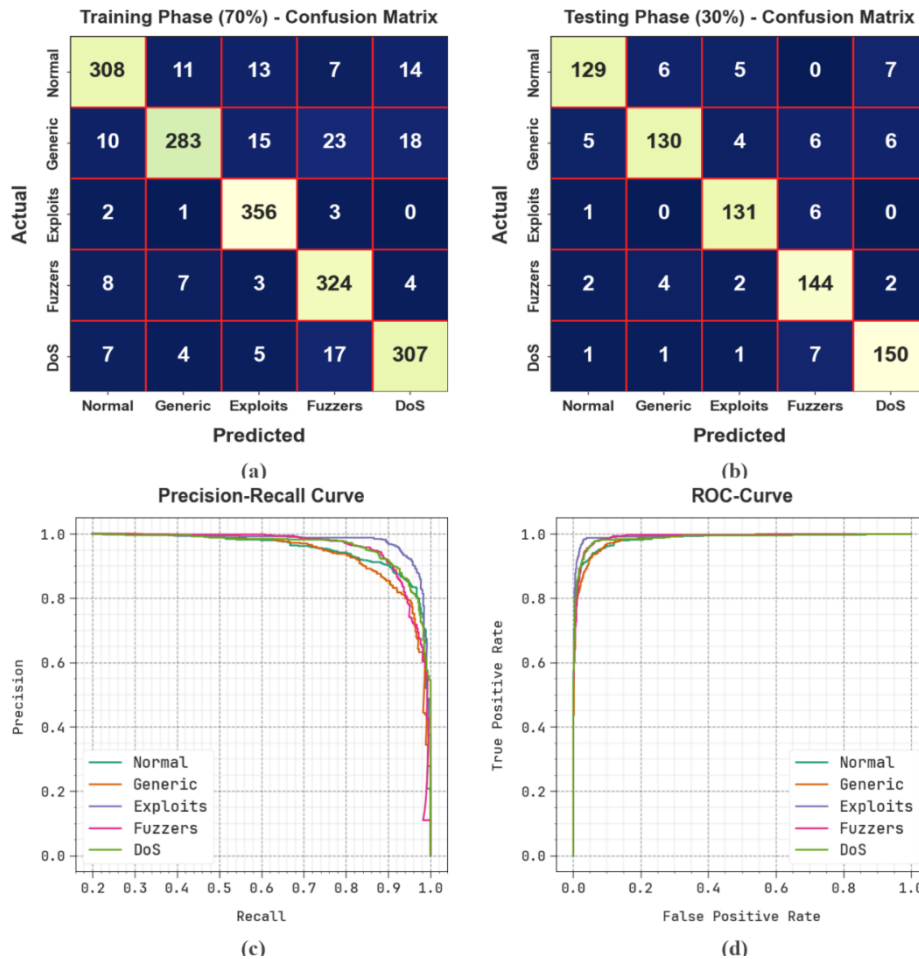 Training Phase (70%) - Confusion Matrix
Normal 308 11 13 7 14
Generic 10 283 15 23 18
Exploits 2 1 356 3 0
Fuzzers 8 7 3 324 4
DoS 7 4 5 17 307
Actual
Normal Generic Exploits Fuzzers DoS
Predicted
(a)
Testing Phase (30%) - Confusion Matrix
Normal 129 6 5 0 7
Generic 5 130 4 6 6
Exploits 1 0 131 6 0
Fuzzers 2 4 2 144 2
DoS 1 1 1 7 150
Actual
Normal Generic Exploits Fuzzers DoS
Predicted
(b)
Precision-Recall Curve
1.0
0.8
0.6
0.4
0.2
0.0
Precision
Normal
Generic
Exploits
Fuzzers
DoS
0.2 0.3 0.4 0.5 0.6 0.7 0.8 0.9 1.0
Recall
(c)
ROC-Curve
1.0
0.8
0.6
0.4
0.2
0.0
True Positive Rate
Normal
Generic
Exploits
Fuzzers
DoS
0.0 0.2 0.4 0.6 0.8 1.0
False Positive Rate
(d)